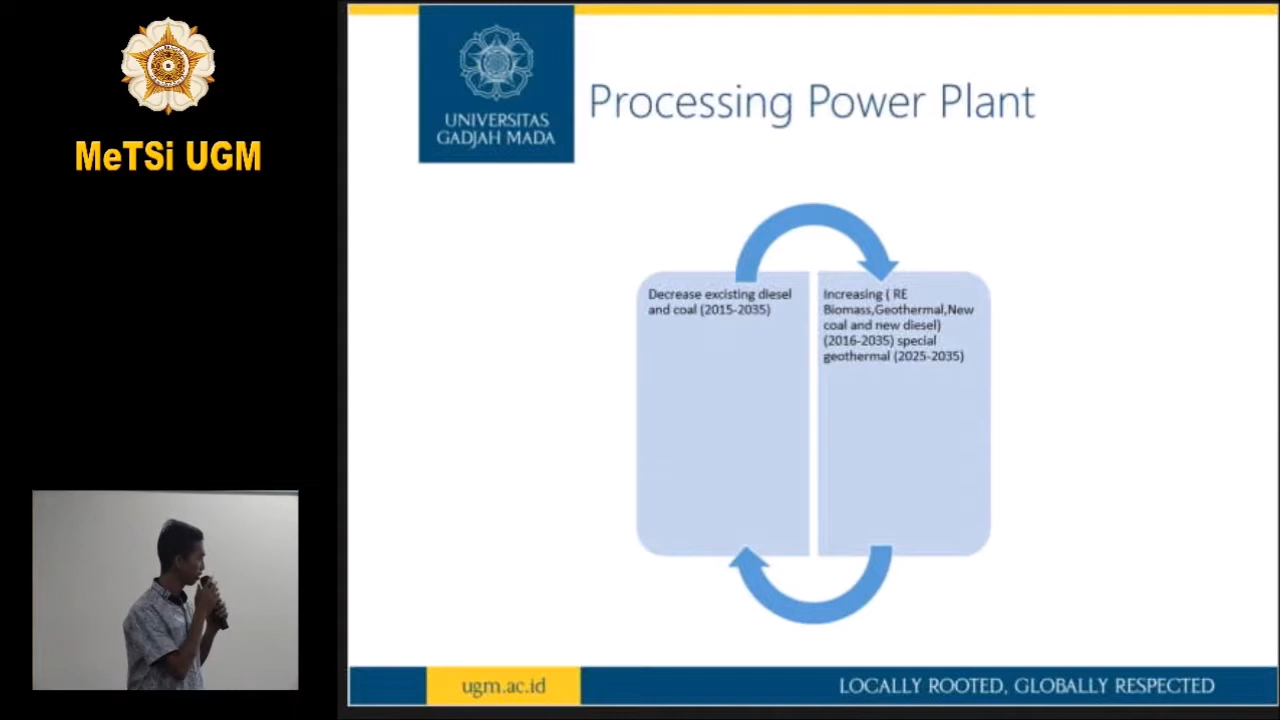 MeTSi UGM
UNIVERSITAS
GADJAH MADA
Processing Power Plant
Decrease excisting diesel
and coal (2015-2035)
Increasing ( RE
Biomass,Geothermal,New
coal and new diesel)
(2016-2035) special
geothermal (2025-2035)
ugm.ac.id
LOCALLY ROOTED, GLOBALLY RESPECTED